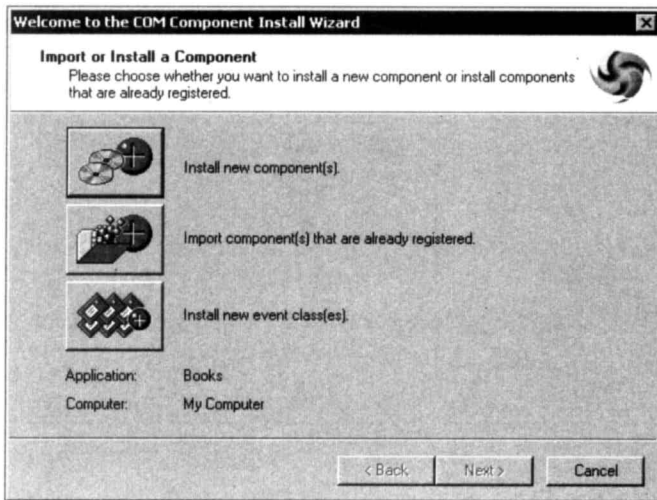 Welcome to the COM Component Install Wizard
Import or Install a Component
Please choose whether you want to install a new component or install components
that are already registered.
Install new component(s).
Import component(s) that are already registered.
Install new event class(es).
Application: Books
Computer: My Computer
< Back Next > Cancel